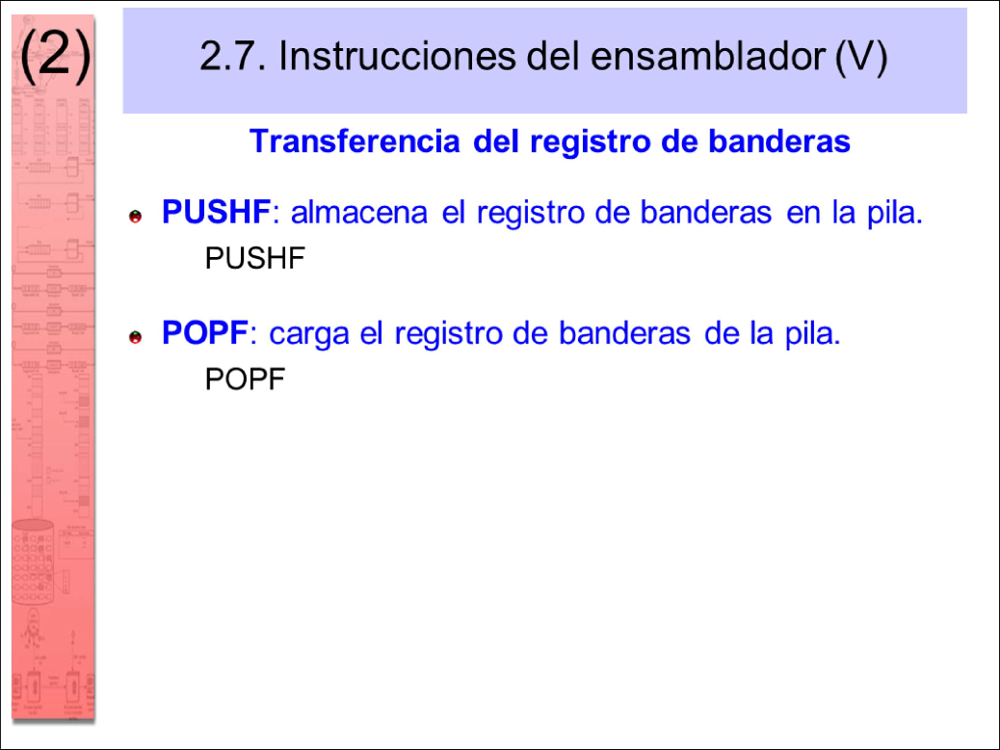 (2)
2.7. Instrucciones del ensamblador (V)
Transferencia del registro de banderas
PUSHF: almacena el registro de banderas en la pila.
PUSHF
POPF: carga el registro de banderas de la pila.
POPF